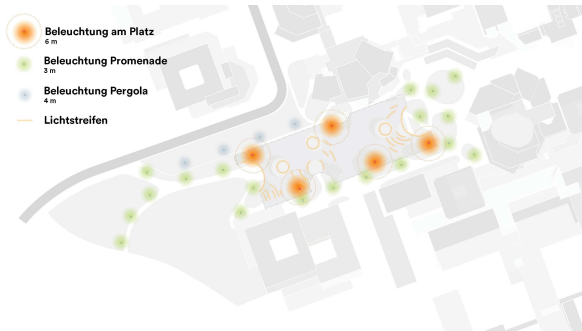 Beleuchtung am Platz
6 m
Beleuchtung Promenade
3 m
Beleuchtung Pergola
4 m
Lichtstreifen